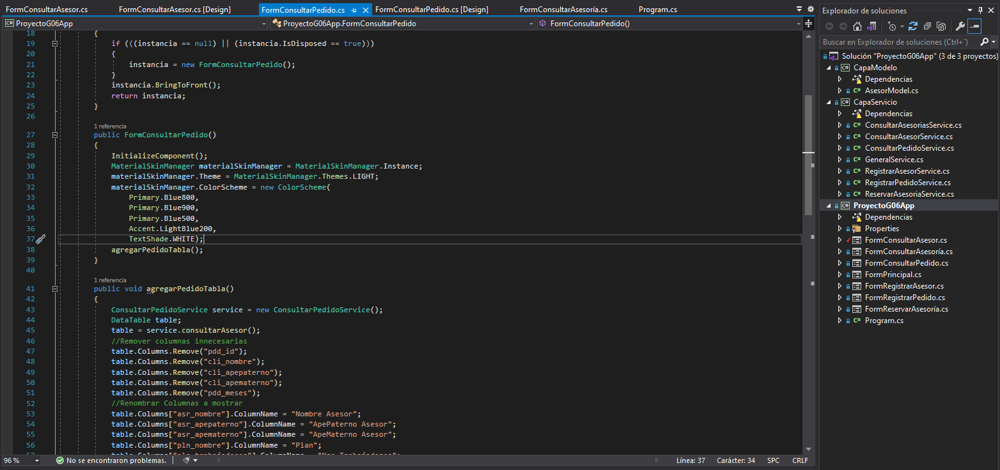 FormConsultarAsesor.cs FormConsultarAsesor.cs [Design] FormConsultarPedido.cs FormConsultarPedido.cs [Design] FormConsultarAsesoría.cs Program.cs
ProyectoG06App ProyectoG06App.FormConsultarPedido FormConsultarPedido()
18 {
19 if (((instancia == null) || (instancia.IsDisposed == true)))
20 {
21 instancia = new FormConsultarPedido();
22 }
23 instancia.BringToFront();
24 return instancia;
25 }
26
1 referencia
27 public FormConsultarPedido()
28 {
29 InitializeComponent();
30 MaterialSkinManager materialSkinManager = MaterialSkinManager.Instance;
31 materialSkinManager.Theme = MaterialSkinManager.Themes.LIGHT;
32 materialSkinManager.ColorScheme = new ColorScheme(
33 Primary.Blue800,
34 Primary.Blue900,
35 Primary.Blue500,
36 Accent.LightBlue200,
37 TextShade.WHITE);
38 agregarPedidoTabla();
39 }
40
1 referencia
41 public void agregarPedidoTabla()
42 {
43 ConsultarPedidoService service = new ConsultarPedidoService();
44 DataTable table;
45 table = service.consultarAsesor();
46 //Remover columnas innecesarias
47 table.Columns.Remove("pdd_id");
48 table.Columns.Remove("cli_nombre");
49 table.Columns.Remove("cli_apepaterno");
50 table.Columns.Remove("cli_apematerno");
51 table.Columns.Remove("pdd_meses");
52 //Renombrar Columnas a mostrar
53 table.Columns["asr_nombre"].ColumnName = "Nombre Asesor";
54 table.Columns["asr_apepaterno"].ColumnName = "ApePaterno Asesor";
55 table.Columns["asr_apematerno"].ColumnName = "ApeMaterno Asesor";
56 table.Columns["pln_nombre"].ColumnName = "Plan";
96 % No se encontraron problemas. Línea: 37 Carácter: 34 SPC CRLF
Explorador de soluciones
Buscar en Explorador de soluciones (Ctrl+`)
Solución "ProyectoG06App" (3 de 3 proyectos)
CapaModelo
Dependencias
C# AsesorModel.cs
CapaServicio
Dependencias
C# ConsultarAsesoriasService.cs
C# ConsultarAsesorService.cs
C# ConsultarPedidoService.cs
C# GeneralService.cs
C# RegistrarAsesorService.cs
C# RegistrarPedidoService.cs
C# ReservarAsesoriaService.cs
ProyectoG06App
Dependencias
Properties
FormConsultarAsesor.cs
FormConsultarAsesoría.cs
FormConsultarPedido.cs
FormPrincipal.cs
FormRegistrarAsesor.cs
FormRegistrarPedido.cs
FormReservarAsesoría.cs
C# Program.cs